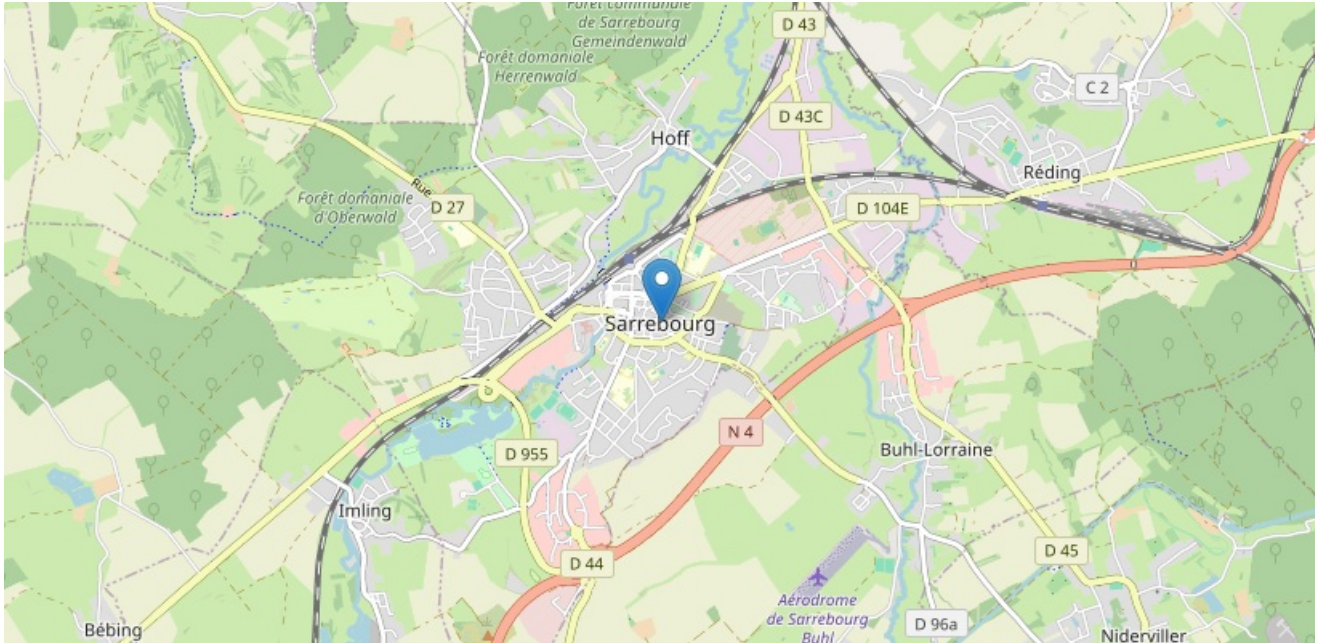 Forêt communale
de Sarrebourg
Gemeindenwald
D 43
Forêt domaniale
Herrenwald
C 2
D 43C
Hoff
Réding
Rue
D 27
Forêt domaniale
d'Oberwald
D 104E
Sarrebourg
N 4
D 955
Buhl-Lorraine
Imling
D 44
D 45
Aérodrome
de Sarrebourg
Buhl
D 96a
Bébing
Niderviller